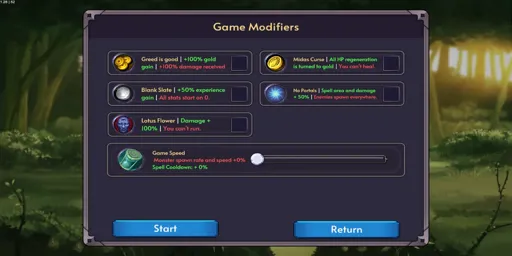 Game Modifiers
Greed is good | +100% gold
gain | +100% damage received
Midas Curse | All HP regeneration
is turned to gold | You can't heal.
Blank Slate | +50% experience
gain | All stats start on 0.
No Portals | Spell area and damage
+ 50% | Enemies spawn everywhere.
Lotus Flower | Damage +
100% | You can't run.
Game Speed
Monster spawn rate and speed +0%
Spell Cooldown: + 0%
Start
Return